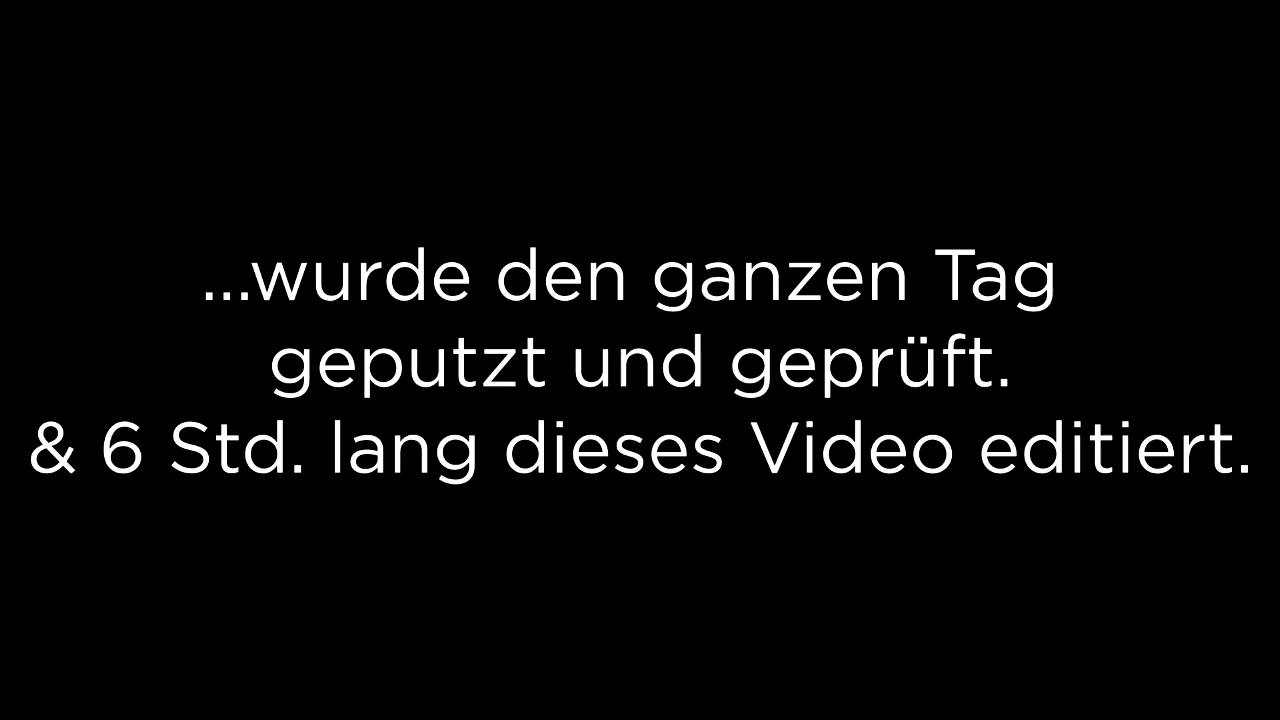 ...wurde den ganzen Tag
geputzt und geprüft.
& 6 Std. lang dieses Video editiert.